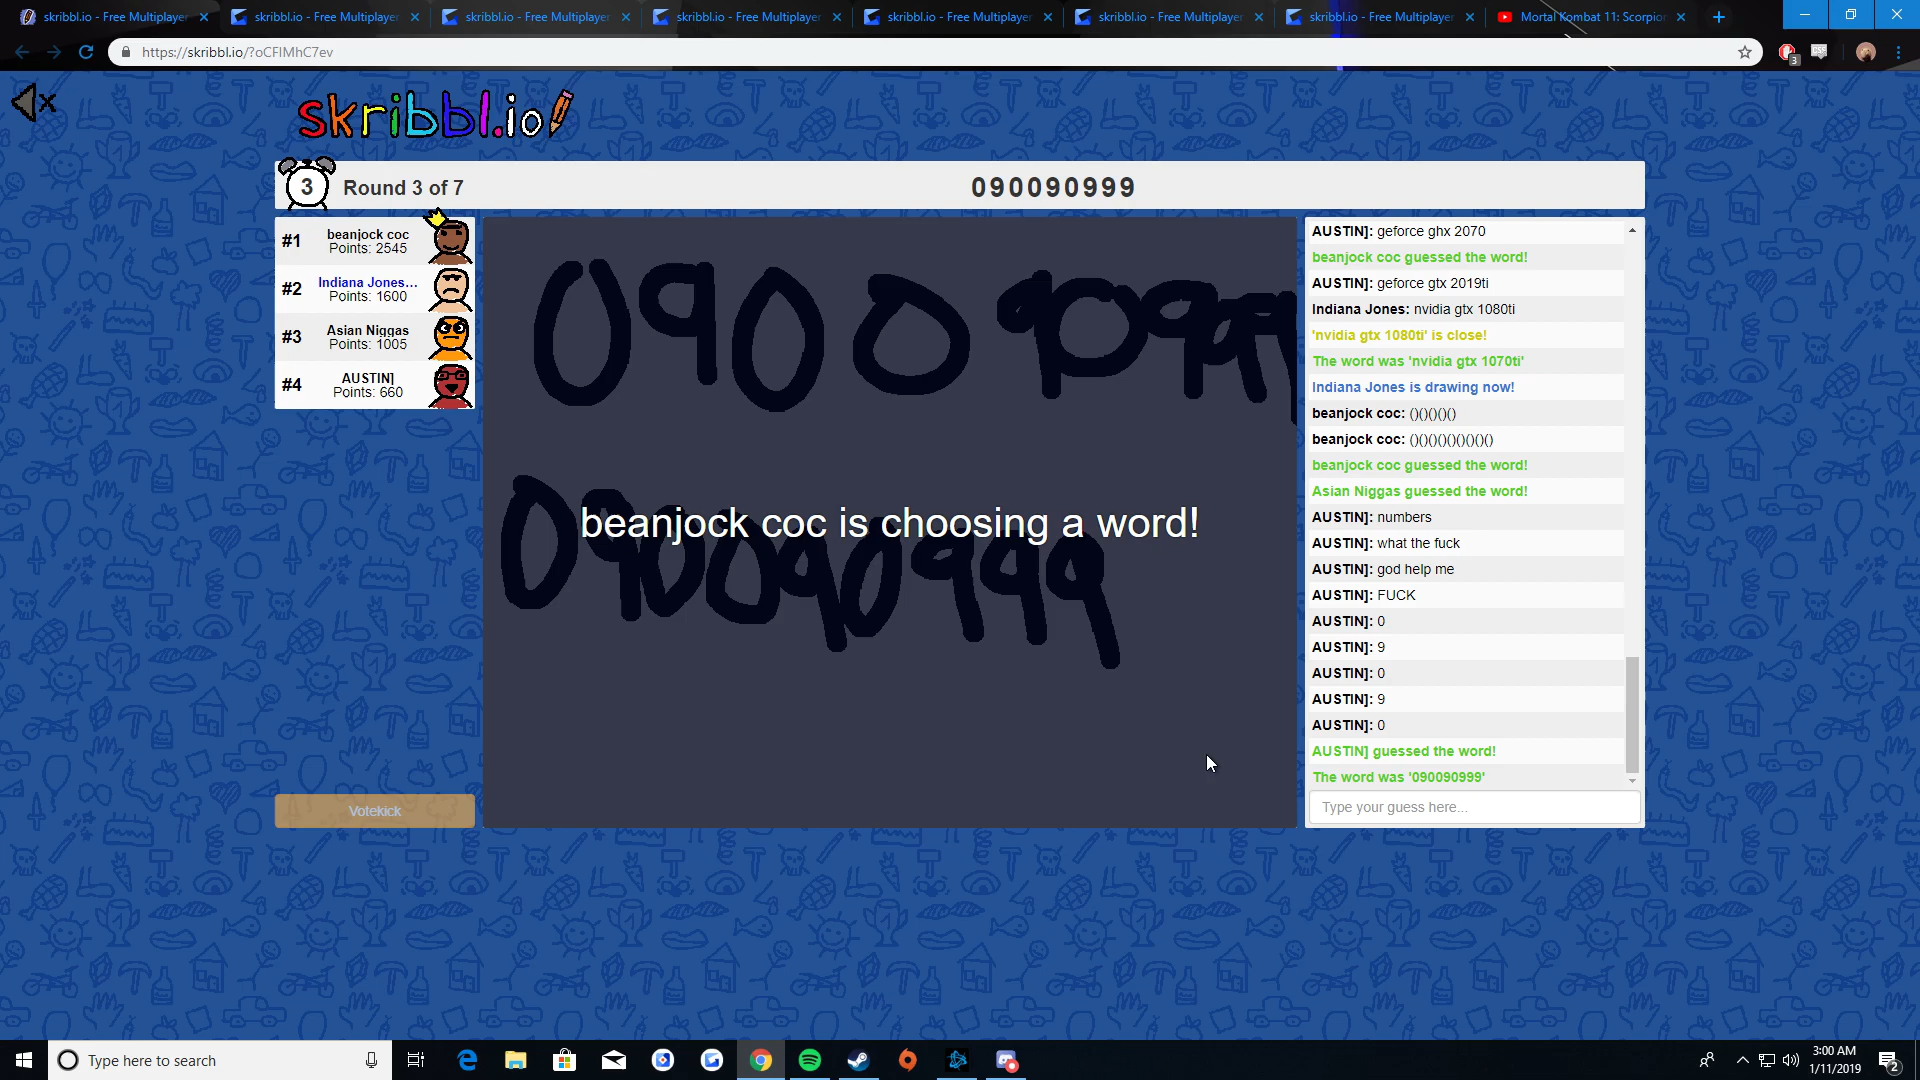 skribbl.io - Free Multiplayer
skribbl.io - Free Multiplayer
skribbl.io - Free Multiplayer
skribbl.io - Free Multiplayer
skribbl.io - Free Multiplayer
skribbl.io - Free Multiplayer
skribbl.io - Free Multiplayer
Mortal Kombat 11: Scorpion
https://skribbl.io/?oCFIMhC7ev
3
skribbl.io
3
Round 3 of 7
090090999
#1
beanjock coc
Points: 2545
#2
Indiana Jones...
Points: 1600
#3
Asian Niggas
Points: 1005
#4
AUSTIN]
Points: 660
Votekick
090090999
090090999
beanjock coc is choosing a word!
AUSTIN]: geforce ghx 2070
beanjock coc guessed the word!
AUSTIN]: geforce gtx 2019ti
Indiana Jones: nvidia gtx 1080ti
'nvidia gtx 1080ti' is close!
The word was 'nvidia gtx 1070ti'
Indiana Jones is drawing now!
beanjock coc: ()()()()()
beanjock coc: ()()()()()()()()()
beanjock coc guessed the word!
Asian Niggas guessed the word!
AUSTIN]: numbers
AUSTIN]: what the fuck
AUSTIN]: god help me
AUSTIN]: FUCK
AUSTIN]: 0
AUSTIN]: 9
AUSTIN]: 0
AUSTIN]: 9
AUSTIN]: 0
AUSTIN] guessed the word!
The word was '090090999'
Type your guess here...
Type here to search
3:00 AM
1/11/2019
2